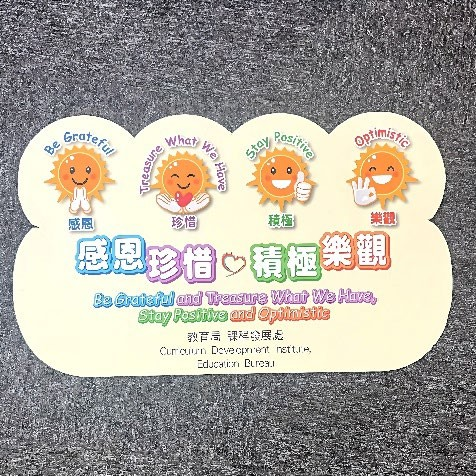 Be Grateful
Treasure What We Have
Stay Positive
Optimistic
感恩
珍惜
積極
樂觀
感恩珍惜積極樂觀
Be Grateful and Treasure What We Have,
Stay Positive and Optimistic
教育局 課程發展處
Curriculum Development Institute,
Education Bureau